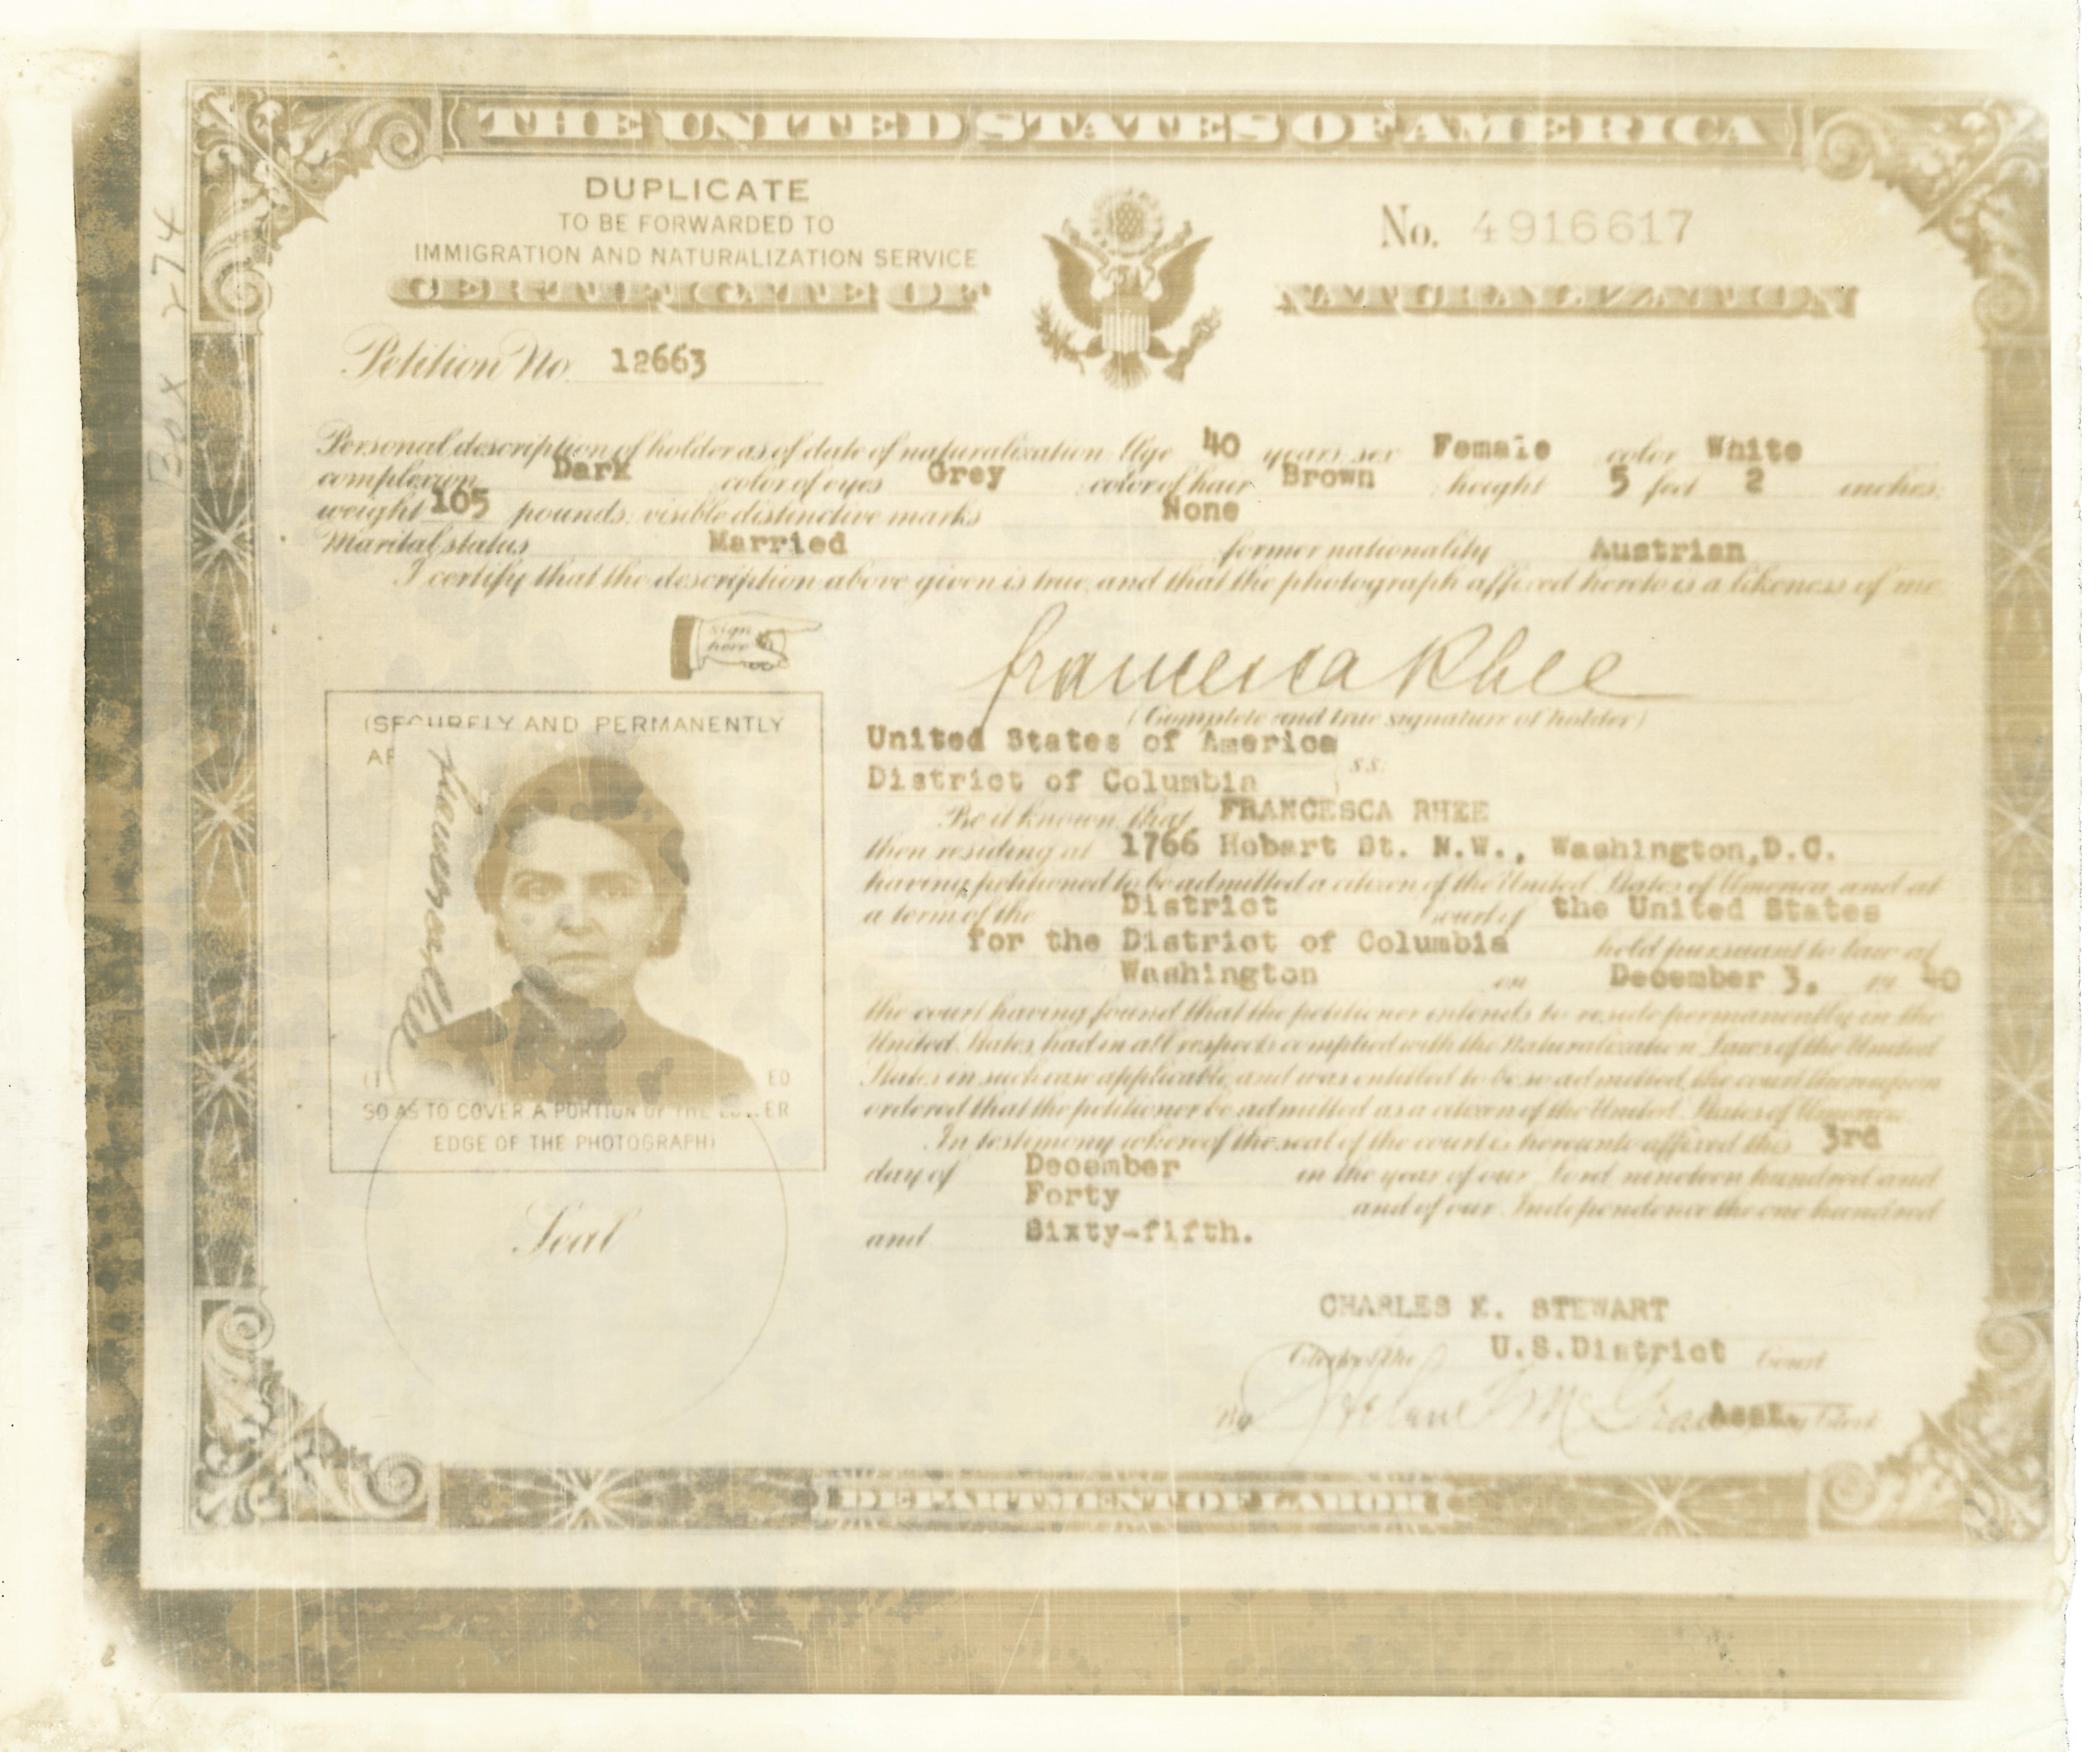 THE UNITED STATES OF AMERICA
DUPLICATE
TO BE FORWARDED TO
IMMIGRATION AND NATURALIZATION SERVICE
No. 4916617
CERTIFICATE OF NATURALIZATION
Petition No 12663
Personal description of holder as of date of naturalization Age 40 years sex Female color White
complexion Dark color of eyes Grey color of hair Brown height 5 feet 2 inches;
weight 105 pounds; visible distinctive marks None
Marital status Married former nationality Austrian
I certify that the description above given is true, and that the photograph affixed hereto is a likeness of me
sign here
Francesca Rhee
(Complete and true signature of holder)
(SECURELY AND PERMANENTLY
AF
Francesca Rhee
ED
SO AS TO COVER A PORTION OF THE LOWER
EDGE OF THE PHOTOGRAPH)
Seal
United States of America
District of Columbia ss:
Be it known that FRANCESCA RHEE
then residing at 1766 Hobart St. N.W., Washington,D.C.
having petitioned to be admitted a citizen of the United States of America, and at
a term of the District Court of the United States
for the District of Columbia held pursuant to law at
Washington on December 3, 19 40
the court having found that the petitioner intends to reside permanently in the
United States, had in all respects complied with the Naturalization Laws of the United
States in such case applicable, and was entitled to be so admitted, the court thereupon
ordered that the petitioner be admitted as a citizen of the United States of America.
In testimony whereof the seal of the court is hereunto affixed this 3rd
day of December in the year of our Lord nineteen hundred and
Forty and of our Independence the one hundred
and Sixty-fifth.
CHARLES E. STEWART
Clerk of the U.S.District Court
By Helene McGra Asst. Clerk
DEPARTMENT OF LABOR
Box 274